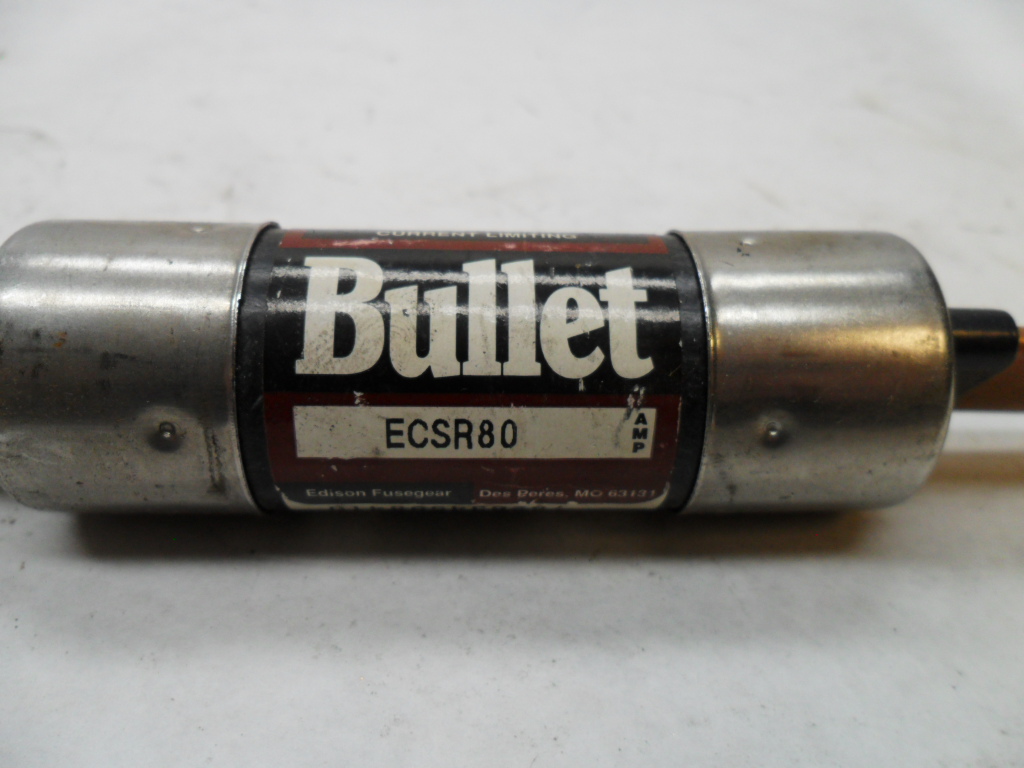 CURRENT LIMITING
Bullet
ECSR80
AMP
Edison Fusegear Des Peres, MO 63131